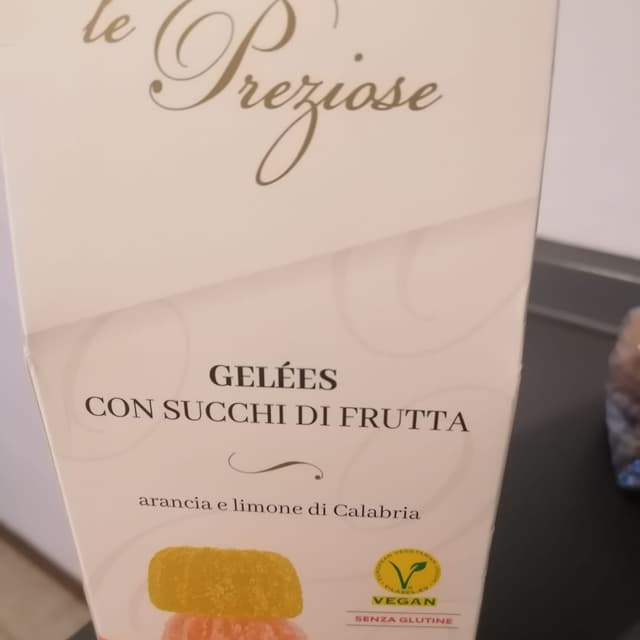 le Preziose
GELÉES
CON SUCCHI DI FRUTTA
arancia e limone di Calabria
VEGAN
SENZA GLUTINE